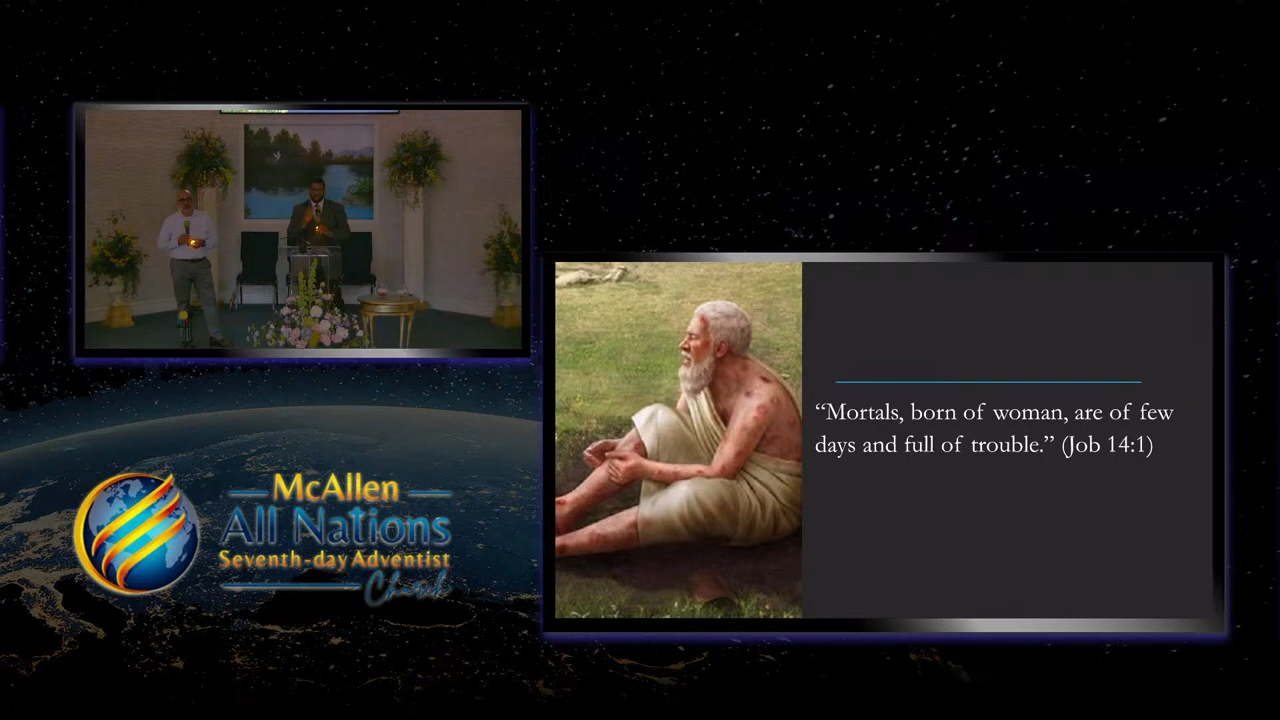 McAllen
All Nations
Seventh-day Adventist
Church
“Mortals, born of woman, are of few
days and full of trouble.” (Job 14:1)